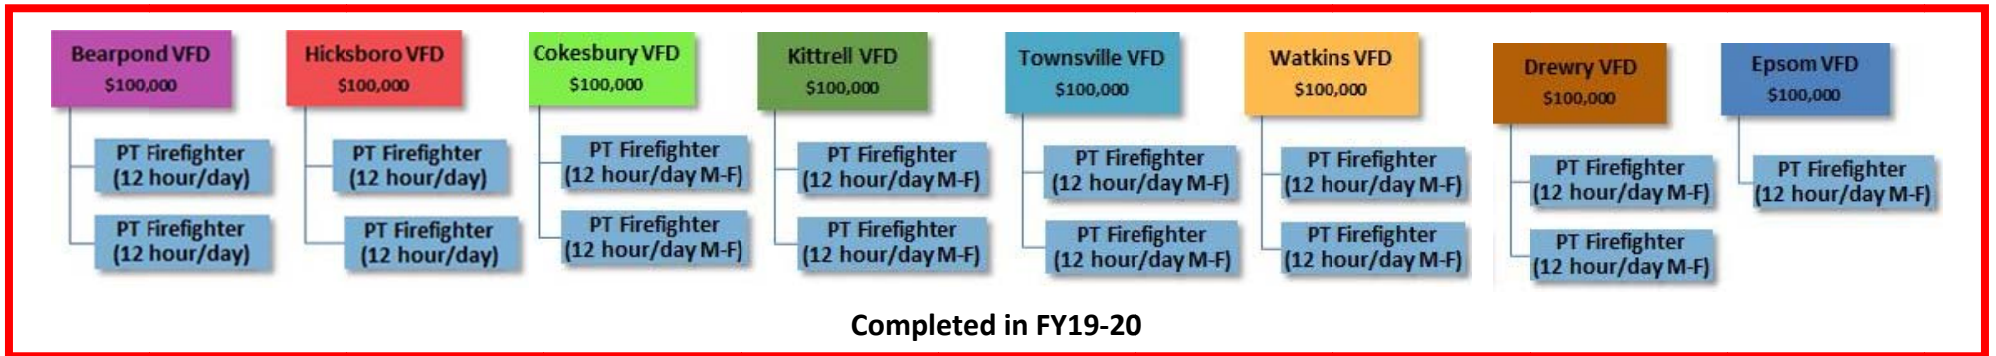 Bearpond VFD
$100,000
PT Firefighter
(12 hour/day)
PT Firefighter
(12 hour/day)
Hicksboro VFD
$100,000
PT Firefighter
(12 hour/day)
PT Firefighter
(12 hour/day)
Cokesbury VFD
$100,000
PT Firefighter
(12 hour/day M-F)
PT Firefighter
(12 hour/day M-F)
Kittrell VFD
$100,000
PT Firefighter
(12 hour/day M-F)
PT Firefighter
(12 hour/day M-F)
Townsville VFD
$100,000
PT Firefighter
(12 hour/day M-F)
PT Firefighter
(12 hour/day M-F)
Watkins VFD
$100,000
PT Firefighter
(12 hour/day M-F)
PT Firefighter
(12 hour/day M-F)
Drewry VFD
$100,000
PT Firefighter
(12 hour/day M-F)
PT Firefighter
(12 hour/day M-F)
Epsom VFD
$100,000
PT Firefighter
(12 hour/day M-F)
Completed in FY19-20